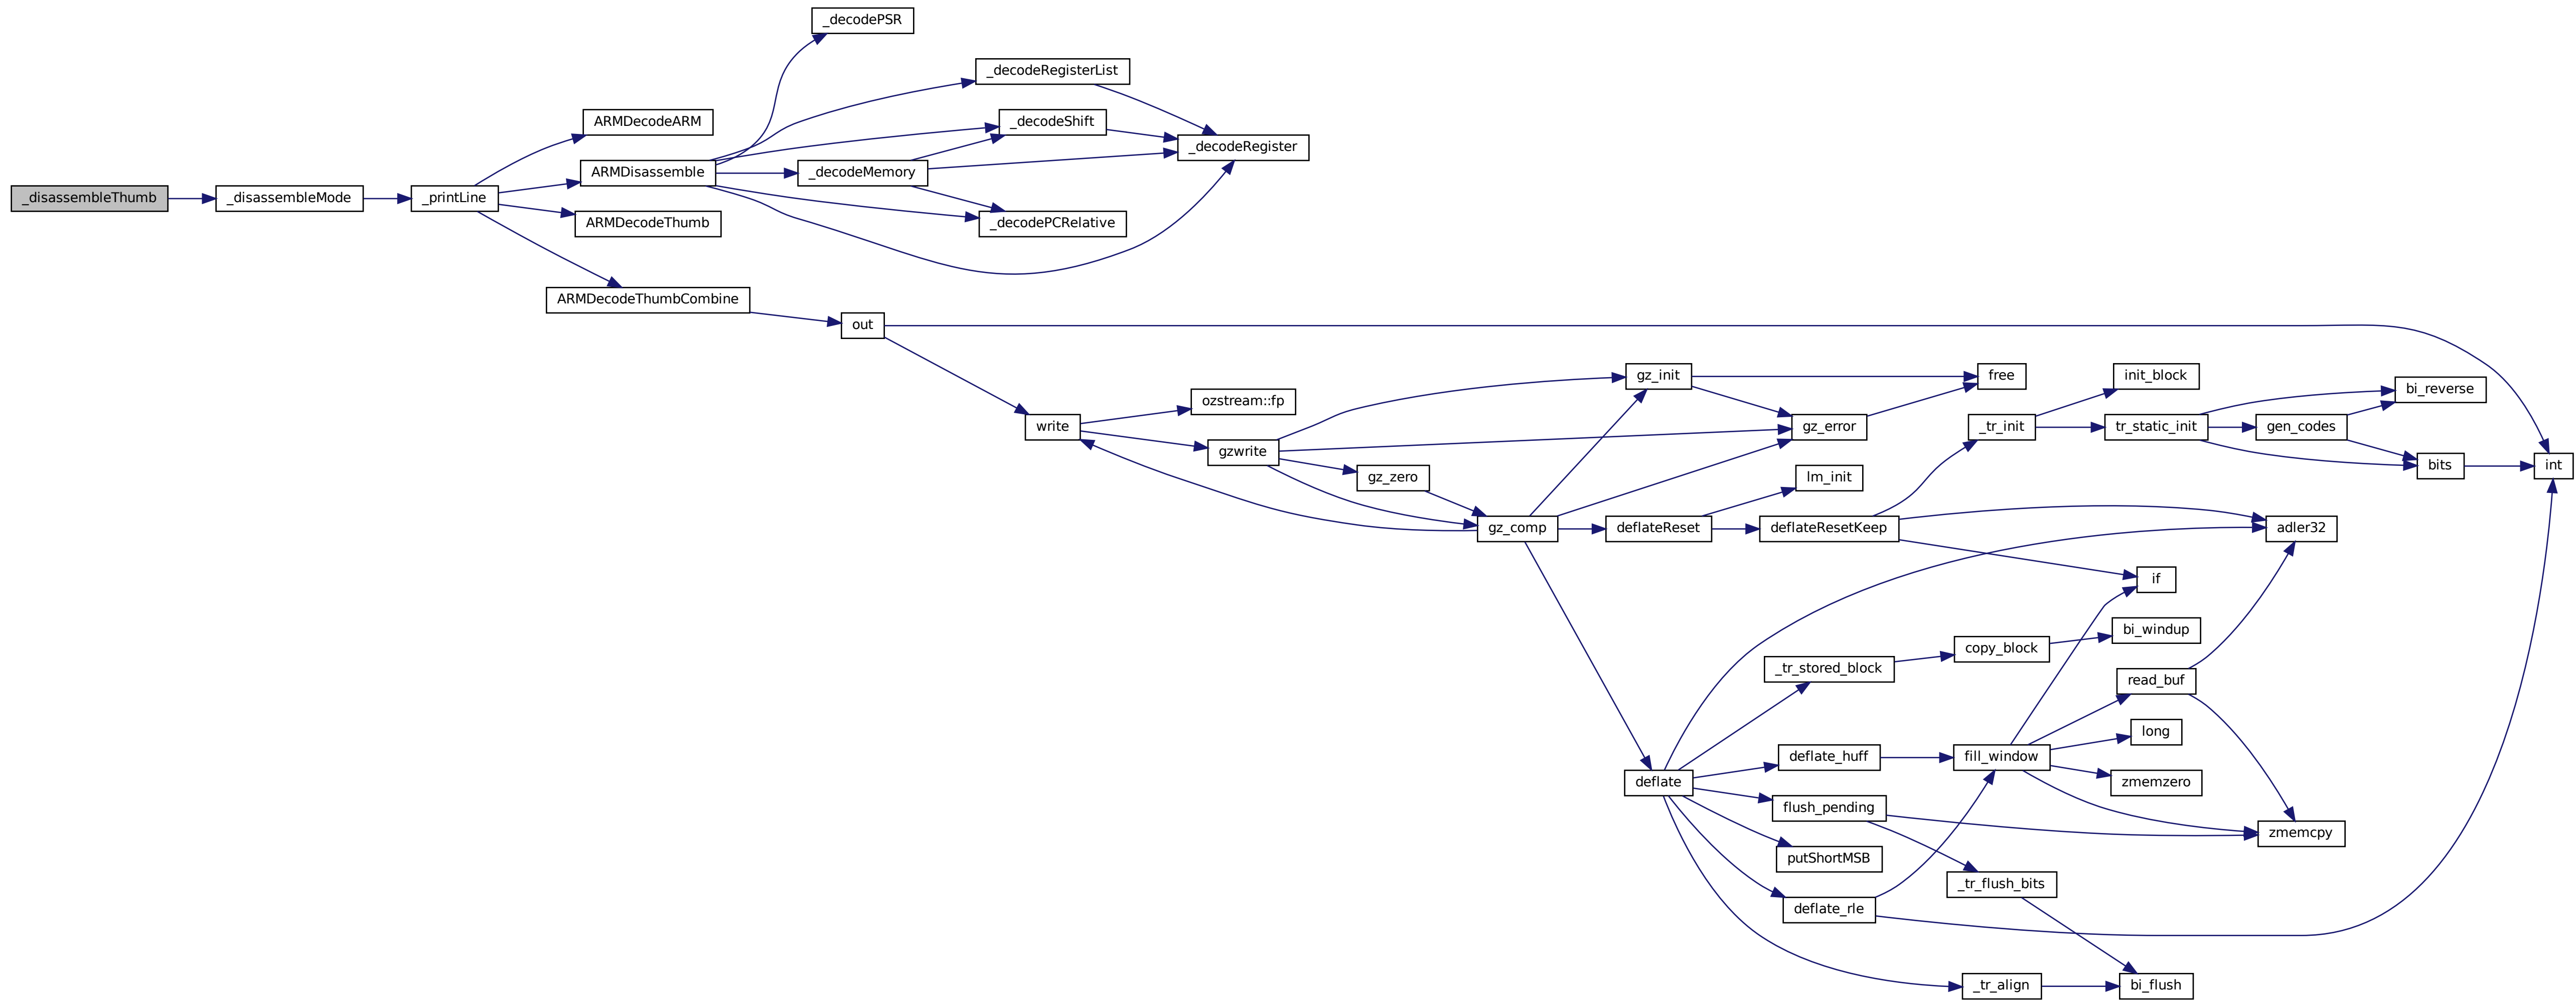 _disassembleThumb
_disassembleMode
_printLine
ARMDecodeARM
ARMDisassemble
ARMDecodeThumb
ARMDecodeThumbCombine
_decodePSR
_decodeRegisterList
_decodeShift
_decodeMemory
_decodePCRelative
_decodeRegister
out
write
ozstream::fp
gzwrite
gz_zero
gz_comp
gz_init
gz_error
free
deflateReset
lm_init
deflateResetKeep
_tr_init
init_block
tr_static_init
gen_codes
bi_reverse
bits
int
adler32
if
deflate
_tr_stored_block
copy_block
bi_windup
deflate_huff
fill_window
read_buf
long
zmemzero
zmemcpy
flush_pending
putShortMSB
deflate_rle
_tr_flush_bits
_tr_align
bi_flush